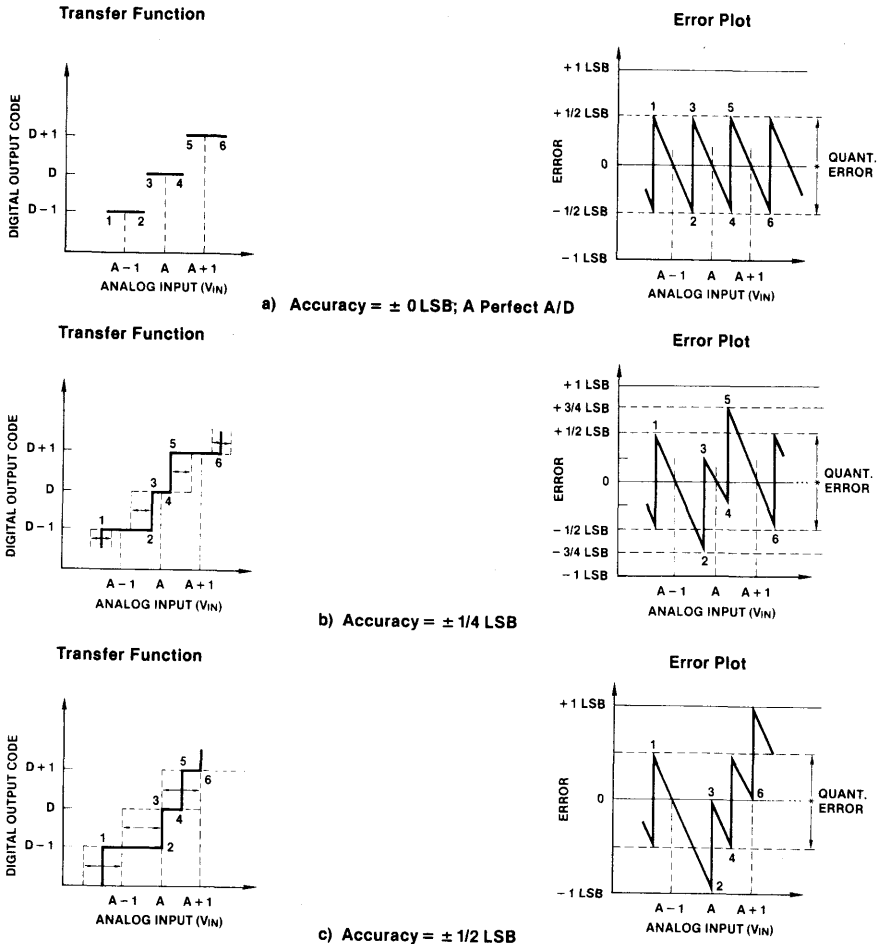 Transfer Function
DIGITAL OUTPUT CODE
D + 1
D
D − 1
1 2
3 4
5 6
A − 1 A A + 1
ANALOG INPUT (VIN)
Error Plot
ERROR
+ 1 LSB
+ 1/2 LSB
0
− 1/2 LSB
− 1 LSB
1 3 5
2 4 6
QUANT.
ERROR
A − 1 A A + 1
ANALOG INPUT (VIN)
a) Accuracy = ± 0 LSB; A Perfect A/D
Transfer Function
DIGITAL OUTPUT CODE
D + 1
D
D − 1
1
2
3
4
5
6
A − 1 A A + 1
ANALOG INPUT (VIN)
Error Plot
ERROR
+ 1 LSB
+ 3/4 LSB
+ 1/2 LSB
0
− 1/2 LSB
− 3/4 LSB
− 1 LSB
1
2
3
4
5
6
QUANT.
ERROR
A − 1 A A + 1
ANALOG INPUT (VIN)
b) Accuracy = ± 1/4 LSB
Transfer Function
DIGITAL OUTPUT CODE
D + 1
D
D − 1
1
2
3
4
5
6
A − 1 A A + 1
ANALOG INPUT (VIN)
Error Plot
ERROR
+ 1 LSB
0
− 1 LSB
1
2
3
4
6
QUANT.
ERROR
A − 1 A A + 1
ANALOG INPUT (VIN)
c) Accuracy = ± 1/2 LSB